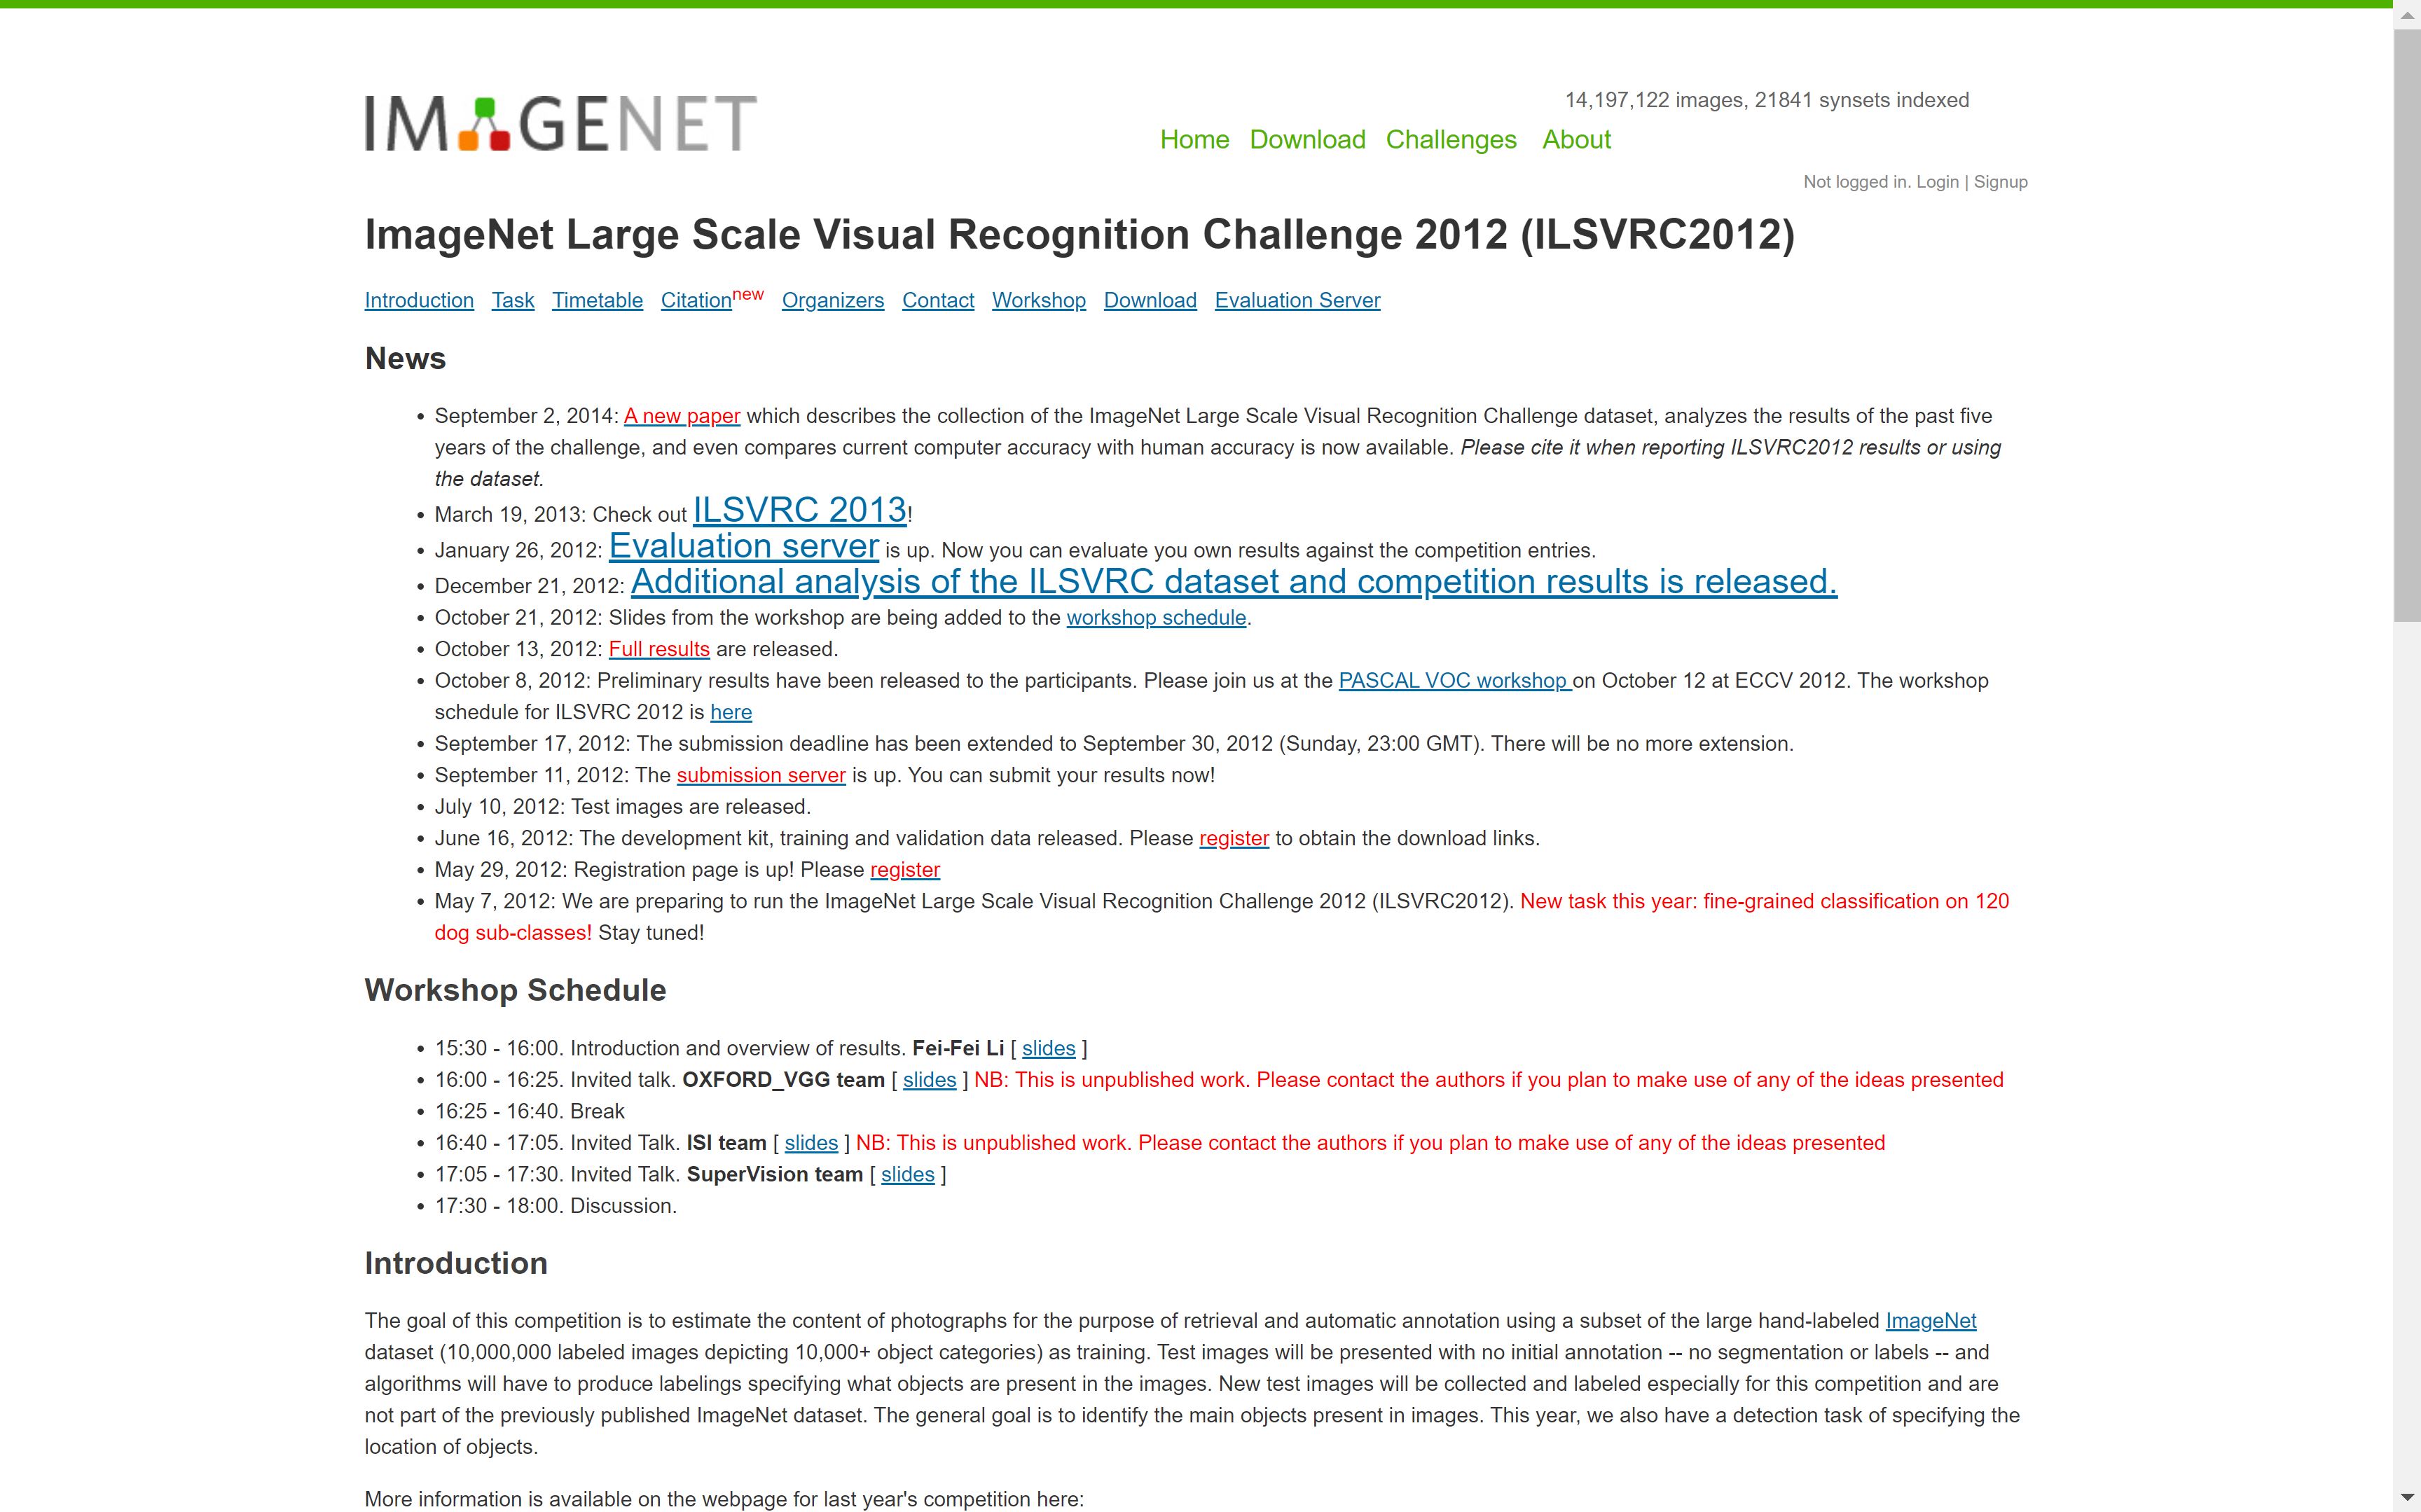 IMAGENET
14,197,122 images, 21841 synsets indexed
Home Download Challenges About
Not logged in. Login | Signup
ImageNet Large Scale Visual Recognition Challenge 2012 (ILSVRC2012)
Introduction Task Timetable Citationnew Organizers Contact Workshop Download Evaluation Server
News
September 2, 2014: A new paper which describes the collection of the ImageNet Large Scale Visual Recognition Challenge dataset, analyzes the results of the past five
years of the challenge, and even compares current computer accuracy with human accuracy is now available. Please cite it when reporting ILSVRC2012 results or using
the dataset.
March 19, 2013: Check out ILSVRC 2013!
January 26, 2012: Evaluation server is up. Now you can evaluate you own results against the competition entries.
December 21, 2012: Additional analysis of the ILSVRC dataset and competition results is released.
October 21, 2012: Slides from the workshop are being added to the workshop schedule.
October 13, 2012: Full results are released.
October 8, 2012: Preliminary results have been released to the participants. Please join us at the PASCAL VOC workshop on October 12 at ECCV 2012. The workshop
schedule for ILSVRC 2012 is here
September 17, 2012: The submission deadline has been extended to September 30, 2012 (Sunday, 23:00 GMT). There will be no more extension.
September 11, 2012: The submission server is up. You can submit your results now!
July 10, 2012: Test images are released.
June 16, 2012: The development kit, training and validation data released. Please register to obtain the download links.
May 29, 2012: Registration page is up! Please register
May 7, 2012: We are preparing to run the ImageNet Large Scale Visual Recognition Challenge 2012 (ILSVRC2012). New task this year: fine-grained classification on 120
dog sub-classes! Stay tuned!
Workshop Schedule
15:30 - 16:00. Introduction and overview of results. Fei-Fei Li [ slides ]
16:00 - 16:25. Invited talk. OXFORD_VGG team [ slides ] NB: This is unpublished work. Please contact the authors if you plan to make use of any of the ideas presented
16:25 - 16:40. Break
16:40 - 17:05. Invited Talk. ISI team [ slides ] NB: This is unpublished work. Please contact the authors if you plan to make use of any of the ideas presented
17:05 - 17:30. Invited Talk. SuperVision team [ slides ]
17:30 - 18:00. Discussion.
Introduction
The goal of this competition is to estimate the content of photographs for the purpose of retrieval and automatic annotation using a subset of the large hand-labeled ImageNet
dataset (10,000,000 labeled images depicting 10,000+ object categories) as training. Test images will be presented with no initial annotation -- no segmentation or labels -- and
algorithms will have to produce labelings specifying what objects are present in the images. New test images will be collected and labeled especially for this competition and are
not part of the previously published ImageNet dataset. The general goal is to identify the main objects present in images. This year, we also have a detection task of specifying the
location of objects.
More information is available on the webpage for last year's competition here: